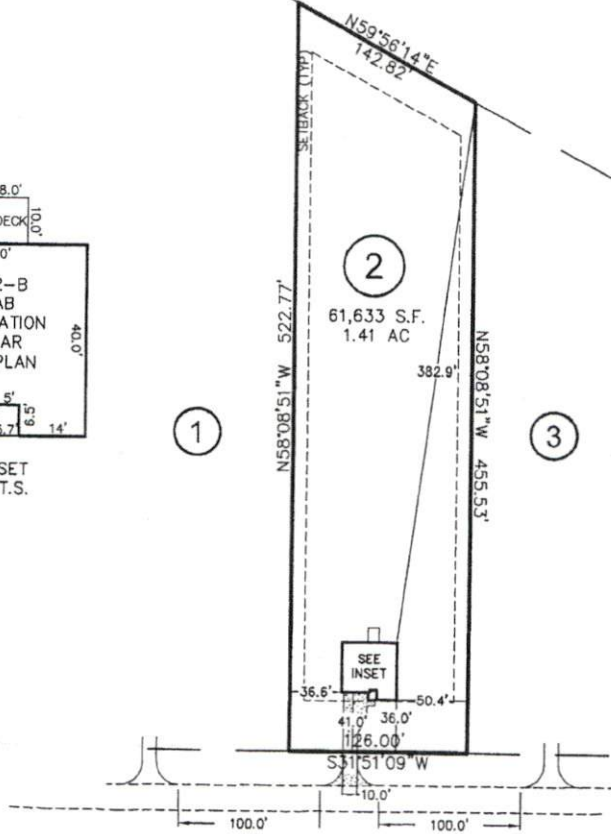 N59°56'14"E
142.82'
SETBACK (TYP)
8.0'
DECK
10.0'
0'
2-B
AB
ATION
AR
PLAN
40.0'
5'
6.5'
6.7'
14'
SET
T.S.
1
2
61,633 S.F.
1.41 AC
3
N58°08'51"W 522.77'
382.9'
N58°08'51"W 455.53'
SEE
INSET
36.6'
50.4'
41.0'
36.0'
126.00'
S31°51'09"W
10.0'
100.0'
100.0'